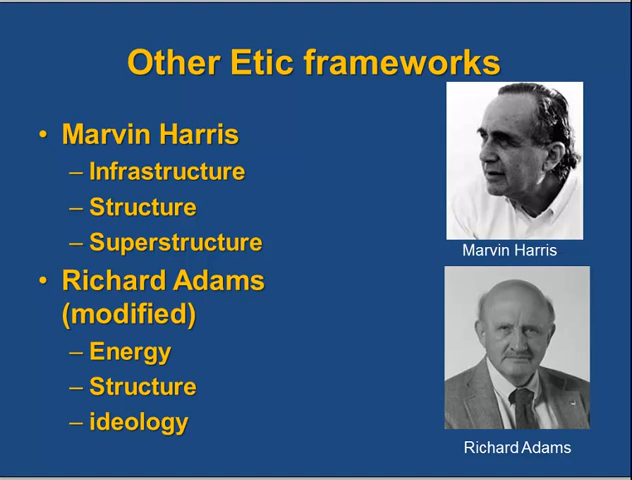 Other Etic frameworks
• Marvin Harris
– Infrastructure
– Structure
– Superstructure
Marvin Harris
• Richard Adams
(modified)
– Energy
– Structure
– ideology
Richard Adams